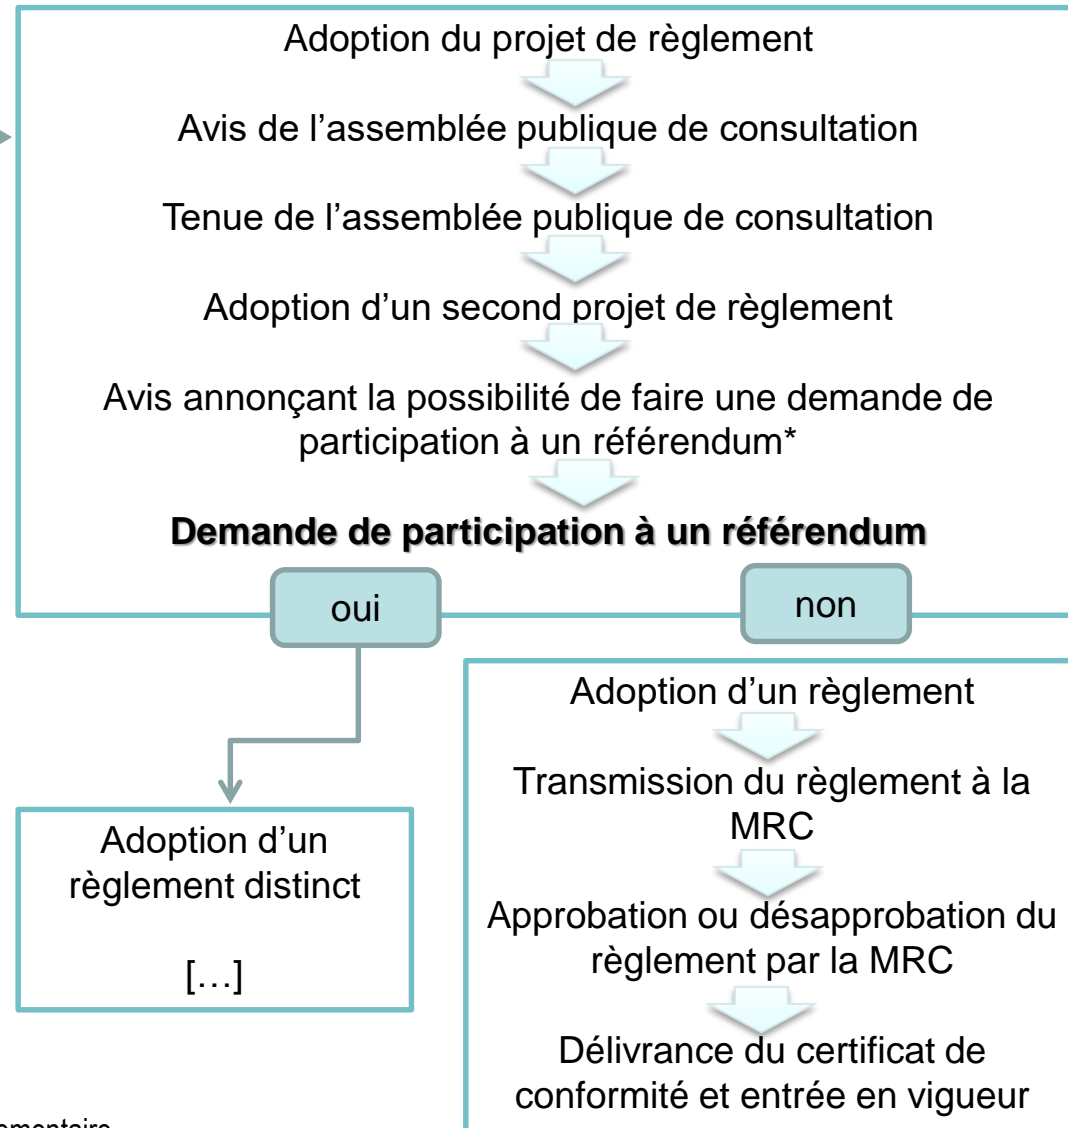 Adoption du projet de règlement
Avis de l’assemblée publique de consultation
Tenue de l’assemblée publique de consultation
Adoption d’un second projet de règlement
Avis annonçant la possibilité de faire une demande de
participation à un référendum*
Demande de participation à un référendum
oui
non
Adoption d’un règlement
Transmission du règlement à la
MRC
Approbation ou désapprobation du
règlement par la MRC
Délivrance du certificat de
conformité et entrée en vigueur
Adoption d’un
règlement distinct
[…]